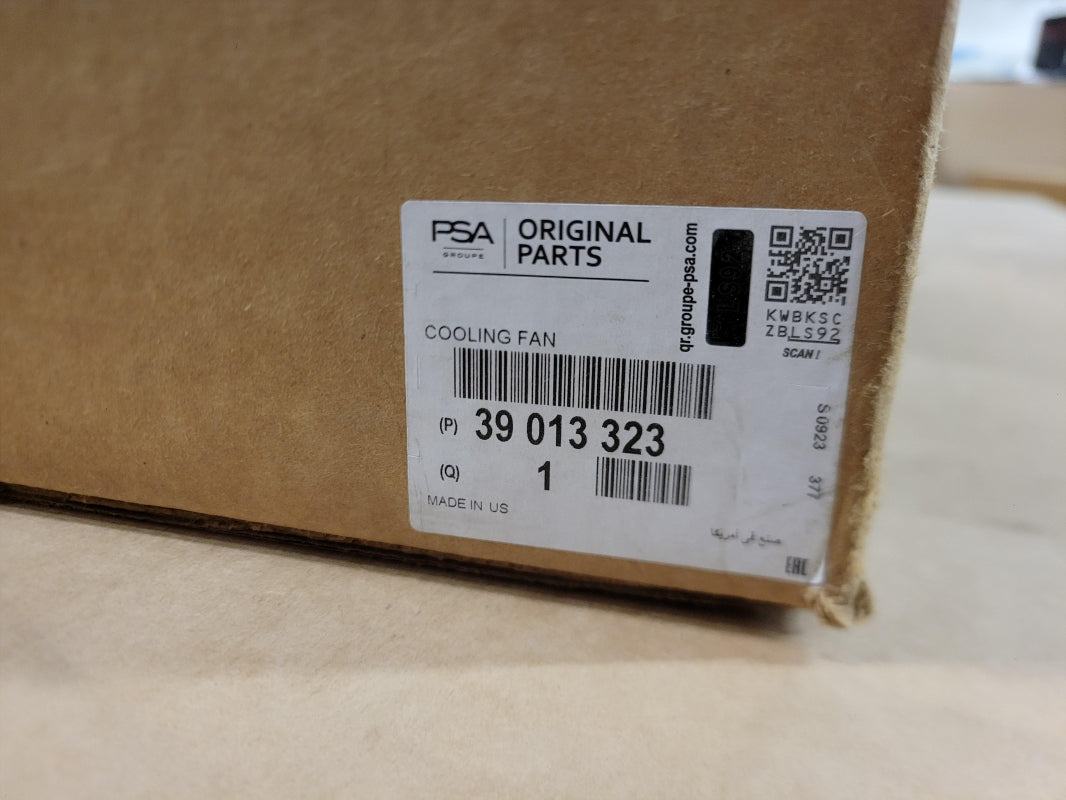 PSA
GROUPE
ORIGINAL
PARTS
qr.groupe-psa.com
KWBKSC
ZBLS92
SCAN!
COOLING FAN
(P) 39 013 323
(Q) 1
MADE IN US
S0923 377
صنع في أمريكا
EAC